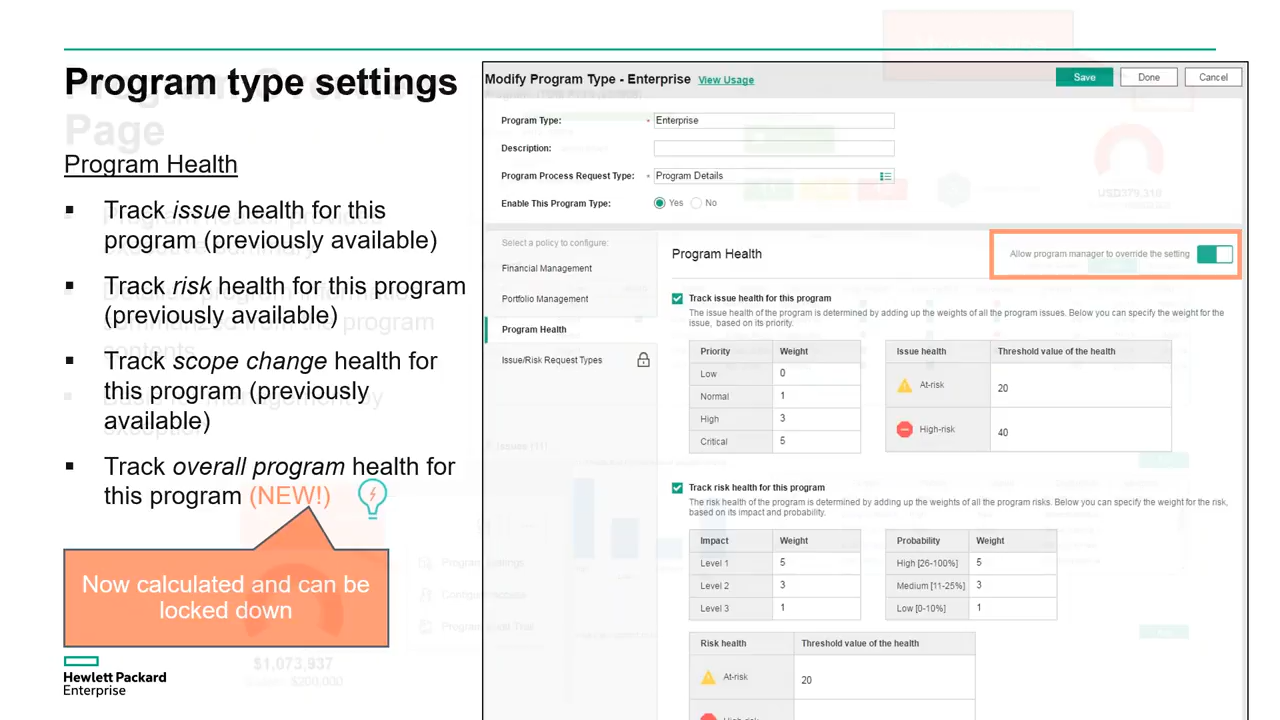 Program type settings
Page
Program Health
▪ Track issue health for this
program (previously available)
▪ Track risk health for this program
(previously available)
▪ Track scope change health for
this program (previously
available)
▪ Track overall program health for
this program (NEW!)
Now calculated and can be
locked down
$1,073,937
$200,000
Hewlett Packard
Enterprise
Modify Program Type - Enterprise View Usage
Save Done Cancel
Program Type: * Enterprise
Description:
Program Process Request Type: * Program Details
Enable This Program Type: Yes No
USD379,310
Select a policy to configure:
Financial Management
Portfolio Management
Program Health
Issue/Risk Request Types
Program Health
Allow program manager to override the setting
Track issue health for this program
The issue health of the program is determined by adding up the weights of all the program issues. Below you can specify the weight for the
issue, based on its priority.
Priority Weight
Low 0
Normal 1
High 3
Critical 5
Issue health Threshold value of the health
At-risk 20
High-risk 40
Track risk health for this program
The risk health of the program is determined by adding up the weights of all the program risks. Below you can specify the weight for the risk,
based on its impact and probability.
Impact Weight
Level 1 5
Level 2 3
Level 3 1
Probability Weight
High [26-100%] 5
Medium [11-25%] 3
Low [0-10%] 1
Risk health Threshold value of the health
At-risk 20
High-risk